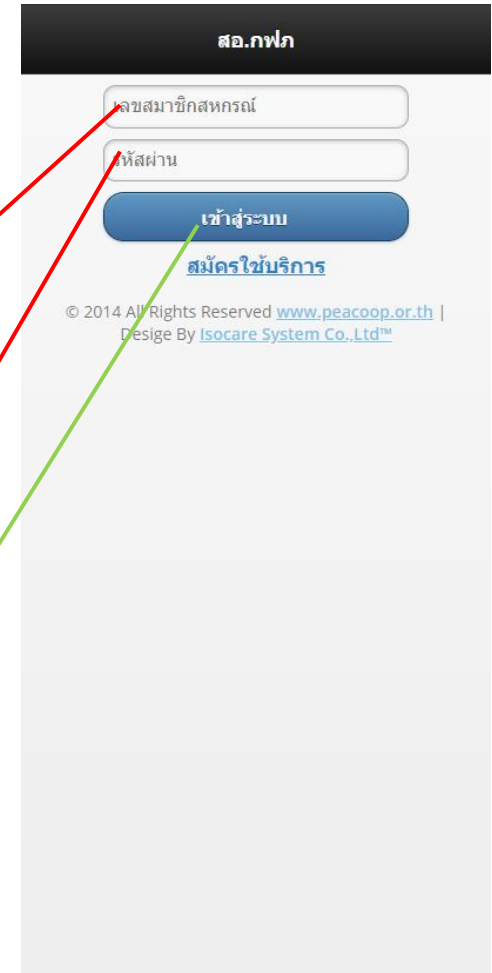 สอ.กฟภ
เลขสมาชิกสหกรณ์
รหัสผ่าน
เข้าสู่ระบบ
สมัครใช้บริการ
© 2014 All Rights Reserved www.peacoop.or.th |
Desige By Isocare System Co.,Ltd™